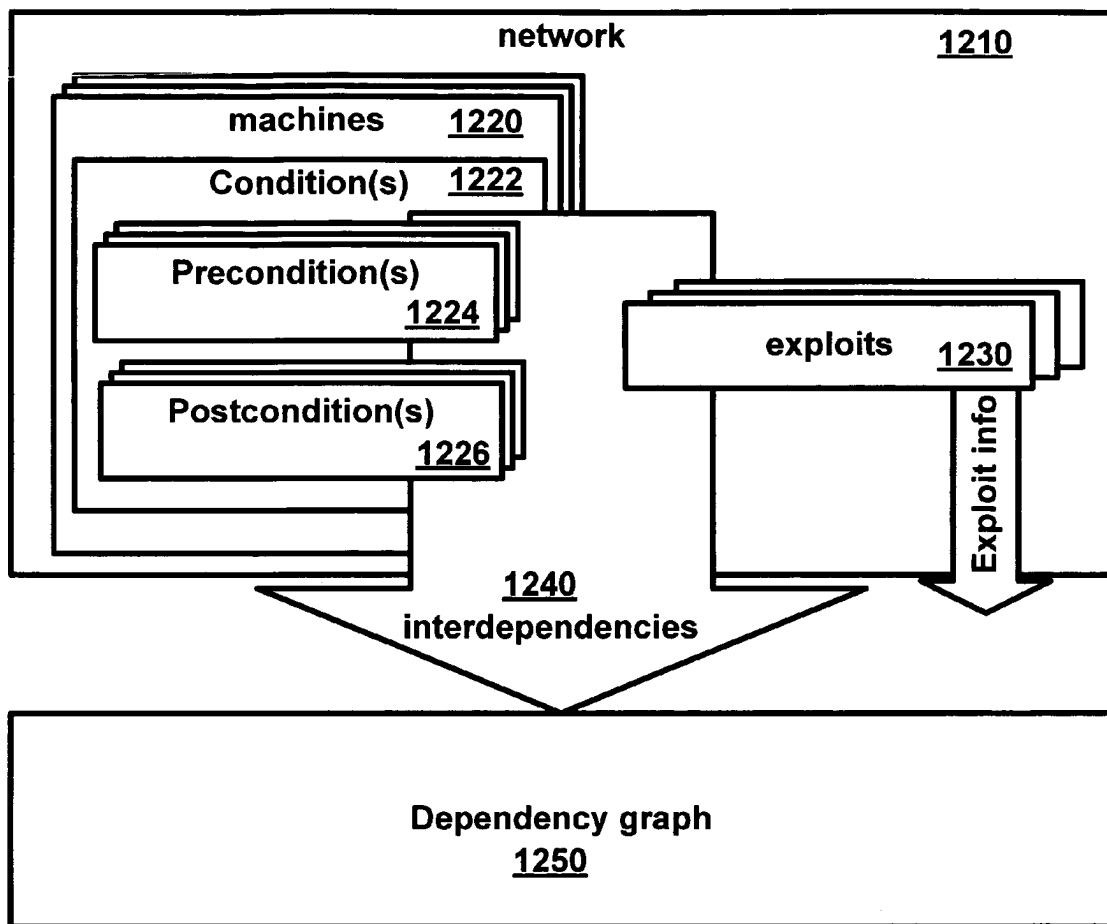 network 1210
machines 1220
Condition(s) 1222
Precondition(s)
1224
exploits 1230
Postcondition(s)
1226
Exploit info
1240
interdependencies
Dependency graph
1250